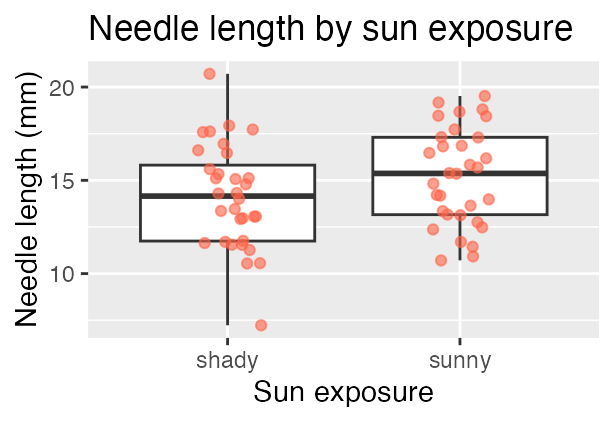 Needle length by sun exposure
Needle length (mm)
20
15
10
shady
sunny
Sun exposure